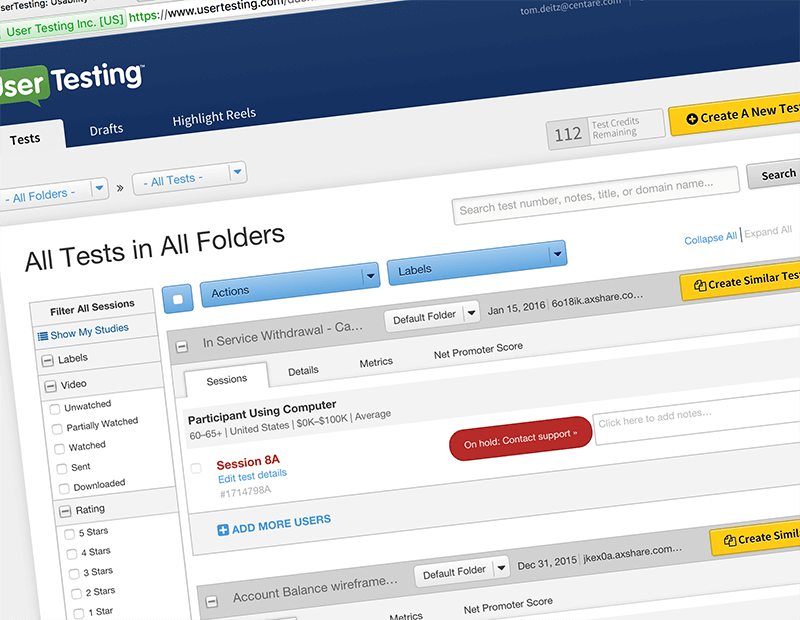 UserTesting: Usability
User Testing Inc. [US] https://www.usertesting.com/
tom.deitz@centare.com
UserTesting™
Tests
Drafts
Highlight Reels
112
Test Credits
Remaining
Create A New Test
- All Folders -
»
- All Tests -
Search test number, notes, title, or domain name...
Search
All Tests in All Folders
Collapse All | Expand All
Filter All Sessions
Show My Studies
Labels
Video
Unwatched
Partially Watched
Watched
Sent
Downloaded
Rating
5 Stars
4 Stars
3 Stars
2 Stars
1 Star
Actions
Labels
In Service Withdrawal - Ca...
Default Folder
Jan 15, 2016 | 6o18ik.axshare.co...
Create Similar Test
Sessions
Details
Metrics
Net Promoter Score
Participant Using Computer
60–65+ | United States | $0K–$100K | Average
Session 8A
Edit test details
#1714798A
On hold: Contact support »
Click here to add notes...
ADD MORE USERS
Account Balance wireframe...
Default Folder
Dec 31, 2015 | jkex0a.axshare.com...
Create Simil
Metrics
Net Promoter Score